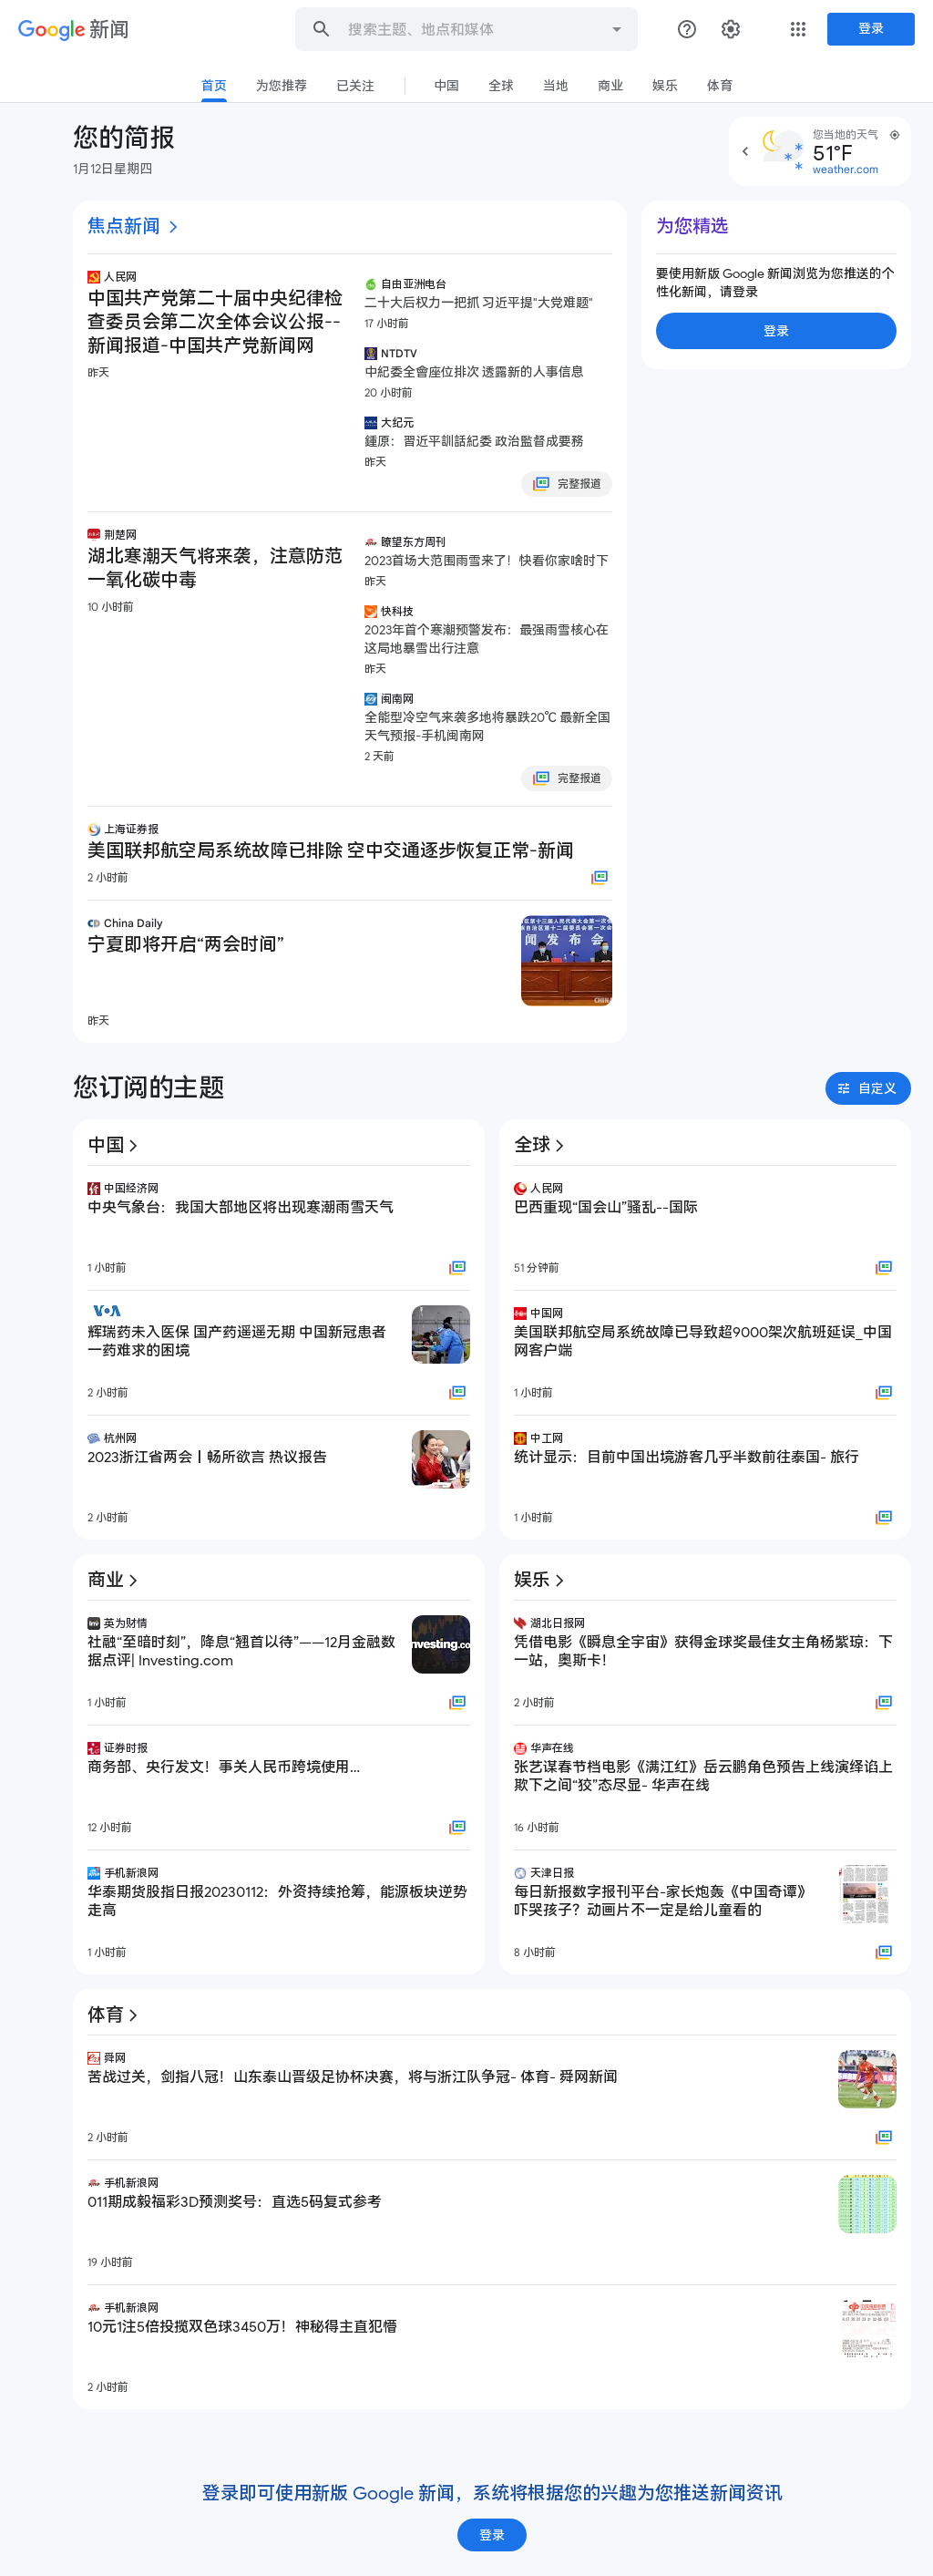 Google 新闻
搜索主题、地点和媒体
登录
首页
为您推荐
已关注
中国
全球
当地
商业
娱乐
体育
您的简报
1月12日星期四
您当地的天气
51°F
weather.com
焦点新闻
人民网
中国共产党第二十届中央纪律检
查委员会第二次全体会议公报--
新闻报道-中国共产党新闻网
昨天
自由亚洲电台
二十大后权力一把抓 习近平提"大党难题"
17 小时前
NTDTV
中紀委全會座位排次 透露新的人事信息
20 小时前
大纪元
鍾原：習近平訓話紀委 政治監督成要務
昨天
完整报道
为您精选
要使用新版 Google 新闻浏览为您推送的个
性化新闻，请登录
登录
荆楚网
湖北寒潮天气将来袭，注意防范
一氧化碳中毒
10 小时前
瞭望东方周刊
2023首场大范围雨雪来了！快看你家啥时下
昨天
快科技
2023年首个寒潮预警发布：最强雨雪核心在
这局地暴雪出行注意
昨天
闽南网
全能型冷空气来袭多地将暴跌20℃ 最新全国
天气预报-手机闽南网
2 天前
完整报道
上海证券报
美国联邦航空局系统故障已排除 空中交通逐步恢复正常-新闻
2 小时前
China Daily
宁夏即将开启“两会时间”
昨天
您订阅的主题
自定义
中国
中国经济网
中央气象台：我国大部地区将出现寒潮雨雪天气
1 小时前
VOA
辉瑞药未入医保 国产药遥遥无期 中国新冠患者
一药难求的困境
2 小时前
杭州网
2023浙江省两会丨畅所欲言 热议报告
2 小时前
全球
人民网
巴西重现“国会山”骚乱--国际
51 分钟前
中国网
美国联邦航空局系统故障已导致超9000架次航班延误_中国
网客户端
1 小时前
中工网
统计显示：目前中国出境游客几乎半数前往泰国- 旅行
1 小时前
商业
英为财情
社融“至暗时刻”，降息“翘首以待”——12月金融数
据点评| Investing.com
1 小时前
证券时报
商务部、央行发文！事关人民币跨境使用...
12 小时前
手机新浪网
华泰期货股指日报20230112：外资持续抢筹，能源板块逆势
走高
1 小时前
娱乐
湖北日报网
凭借电影《瞬息全宇宙》获得金球奖最佳女主角杨紫琼：下
一站，奥斯卡！
2 小时前
华声在线
张艺谋春节档电影《满江红》岳云鹏角色预告上线演绎谄上
欺下之间“狡”态尽显- 华声在线
16 小时前
天津日报
每日新报数字报刊平台-家长炮轰《中国奇谭》
吓哭孩子？动画片不一定是给儿童看的
8 小时前
体育
舜网
苦战过关，剑指八冠！山东泰山晋级足协杯决赛，将与浙江队争冠- 体育- 舜网新闻
2 小时前
手机新浪网
011期成毅福彩3D预测奖号：直选5码复式参考
19 小时前
手机新浪网
10元1注5倍投揽双色球3450万！神秘得主直犯懵
2 小时前
登录即可使用新版 Google 新闻，系统将根据您的兴趣为您推送新闻资讯
登录